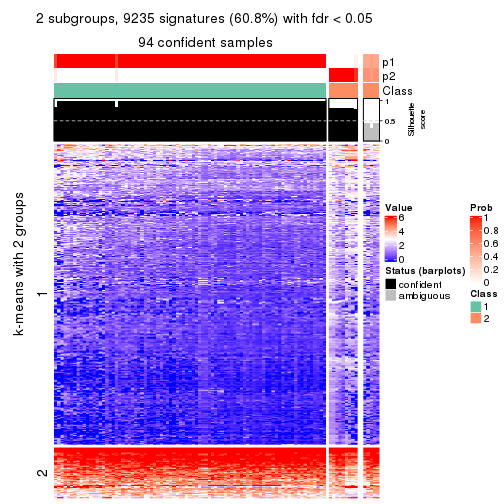 2 subgroups, 9235 signatures (60.8%) with fdr < 0.05
94 confident samples
p1
p2
Class
1
0.5
0
Silhouette
score
k-means with 2 groups
1
2
Value
6
4
2
0
Status (barplots)
confident
ambiguous
Prob
1
0.8
0.6
0.4
0.2
0
Class
1
2